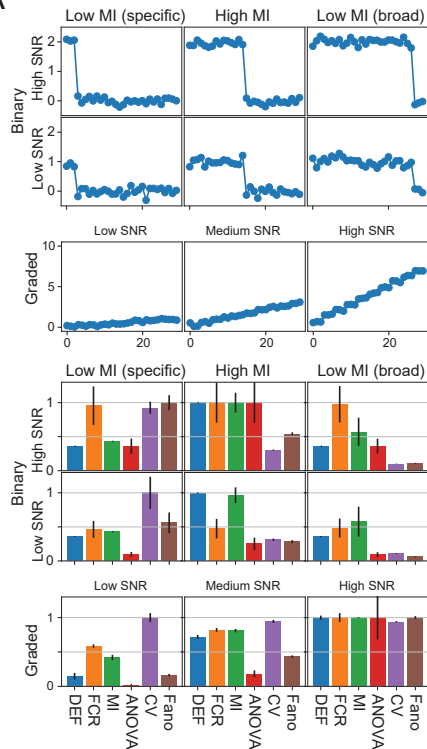 A
Low MI (specific) High MI Low MI (broad)
Binary
High SNR
2
1
0
Low SNR
2
1
0
Low SNR Medium SNR High SNR
Graded
10
5
0
0 20 0 20 0 20
Low MI (specific) High MI Low MI (broad)
Binary
High SNR
1
0
Low SNR
1
0
Low SNR Medium SNR High SNR
Graded
1
0
DEF FCR MI ANOVA CV Fano DEF FCR MI ANOVA CV Fano DEF FCR MI ANOVA CV Fano